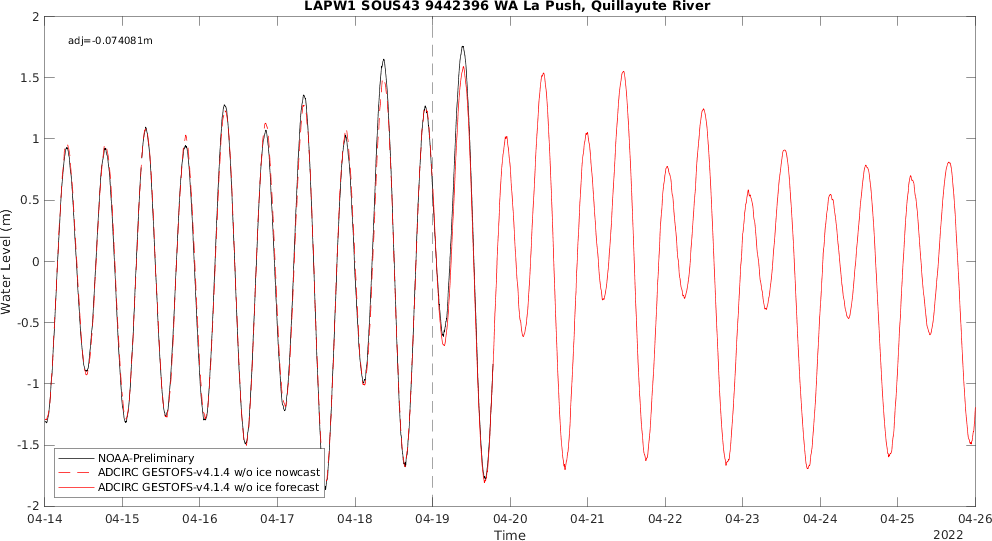 LAPW1 SOUS43 9442396 WA La Push, Quillayute River
adj=-0.074081m
2
1.5
1
0.5
0
-0.5
-1
-1.5
-2
Water Level (m)
NOAA-Preliminary
ADCIRC GESTOFS-v4.1.4 w/o ice nowcast
ADCIRC GESTOFS-v4.1.4 w/o ice forecast
04-14 04-15 04-16 04-17 04-18 04-19 04-20 04-21 04-22 04-23 04-24 04-25 04-26
Time
2022